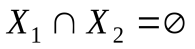 X₁ ∩ X₂ =∅